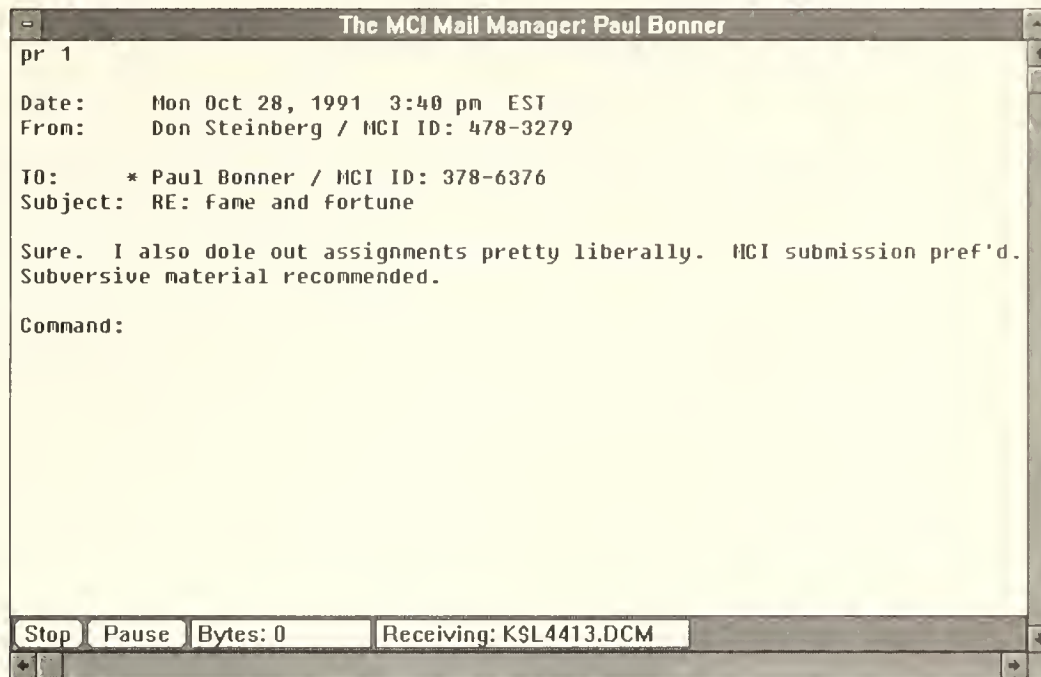 The MCI Mail Manager: Paul Bonner
pr 1
Date: Mon Oct 28, 1991 3:40 pm EST
From: Don Steinberg / MCI ID: 478-3279
TO: * Paul Bonner / MCI ID: 378-6376
Subject: RE: fame and fortune
Sure. I also dole out assignments pretty liberally. MCI submission pref'd.
Subversive material recommended.
Command:
Stop Pause Bytes: 0 Receiving: K$L4413.DCM